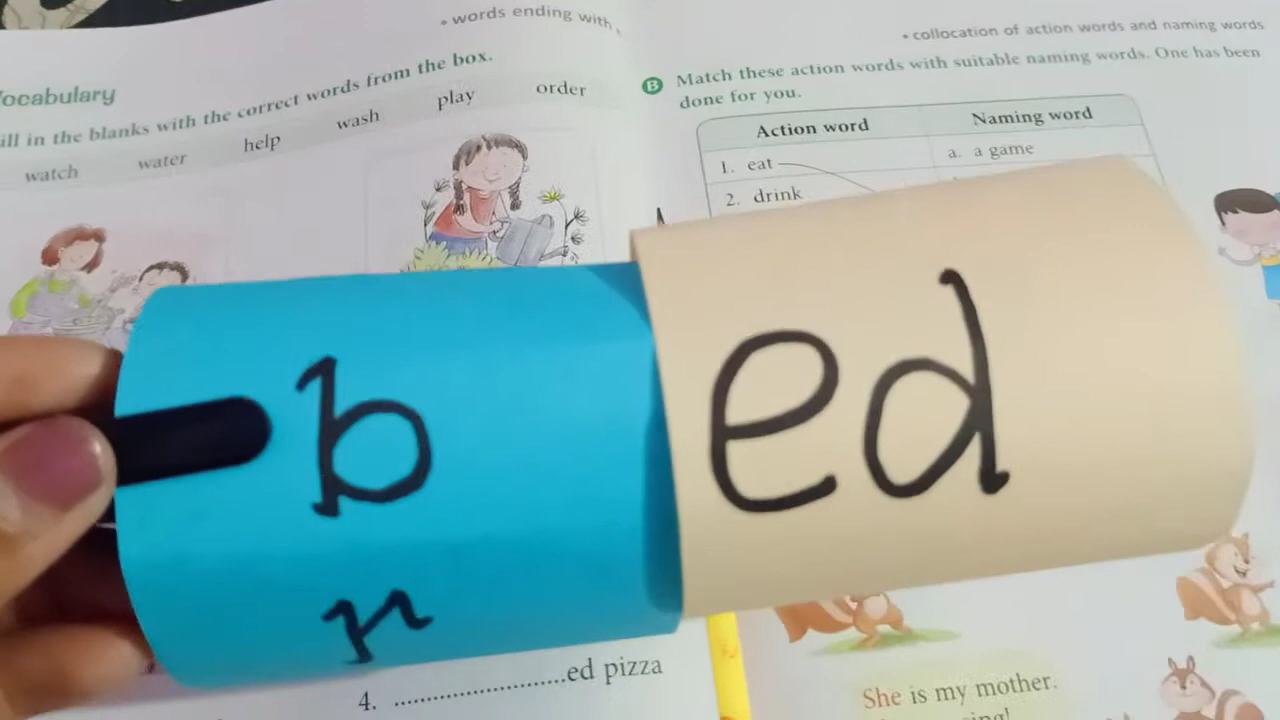 words ending with
ocabulary
ill in the blanks with the correct words from the box.
watch water help wash play order
collocation of action words and naming words
B Match these action words with suitable naming words. One has been
done for you.
Action word Naming word
1. eat a. a game
2. drink
b ed
r
4. ..........................ed pizza
She is my mother.
ing!